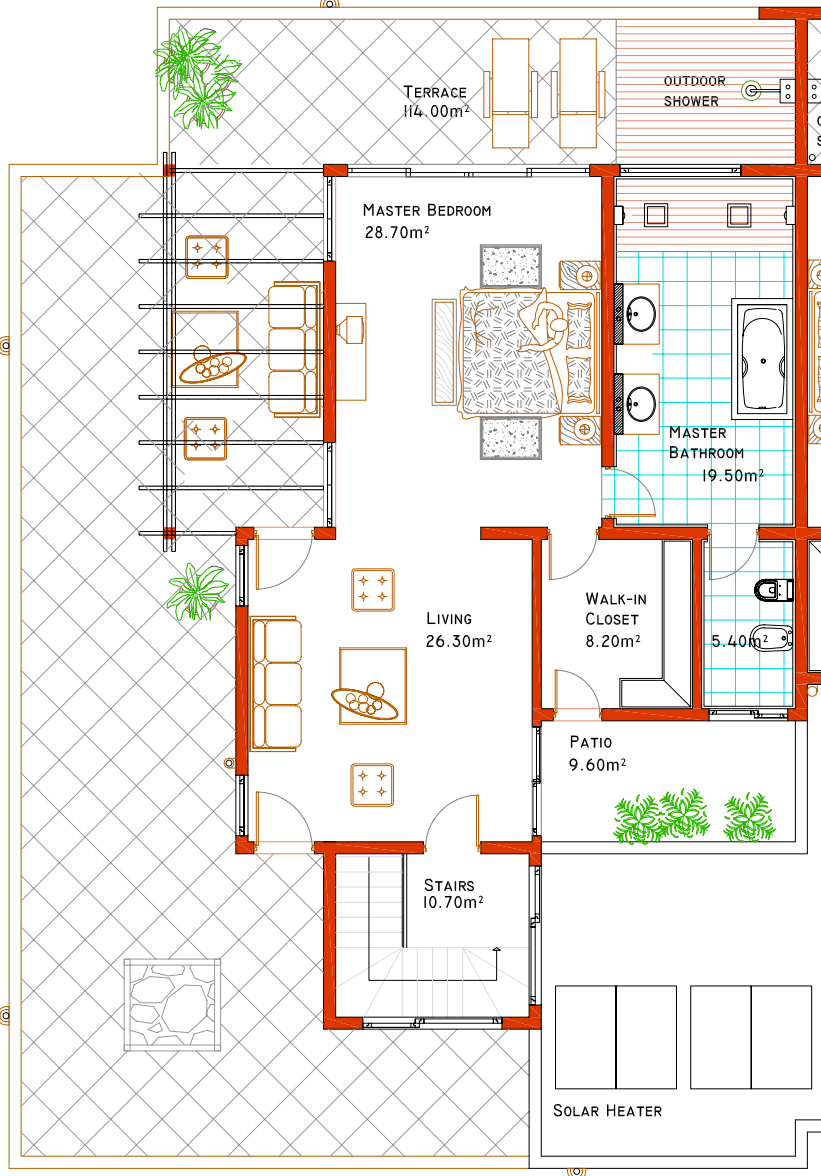 Terrace
114.00m²
OUTDOOR
SHOWER
Master Bedroom
28.70m²
Master
Bathroom
19.50m²
Living
26.30m²
Walk-in
Closet
8.20m²
5.40m²
Patio
9.60m²
Stairs
10.70m²
Solar Heater